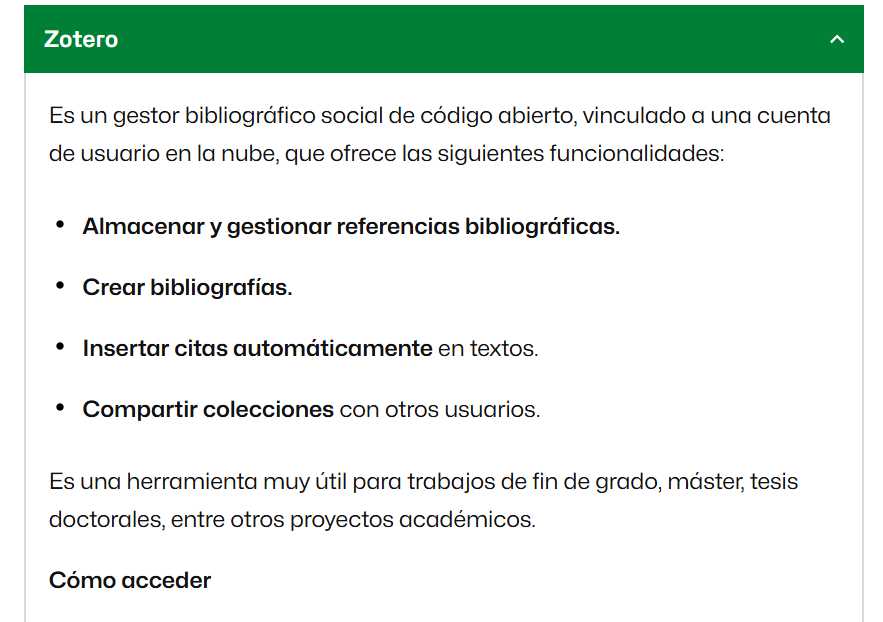 Zotero
Es un gestor bibliográfico social de código abierto, vinculado a una cuenta
de usuario en la nube, que ofrece las siguientes funcionalidades:
• Almacenar y gestionar referencias bibliográficas.
• Crear bibliografías.
• Insertar citas automáticamente en textos.
• Compartir colecciones con otros usuarios.
Es una herramienta muy útil para trabajos de fin de grado, máster, tesis
doctorales, entre otros proyectos académicos.
Cómo acceder